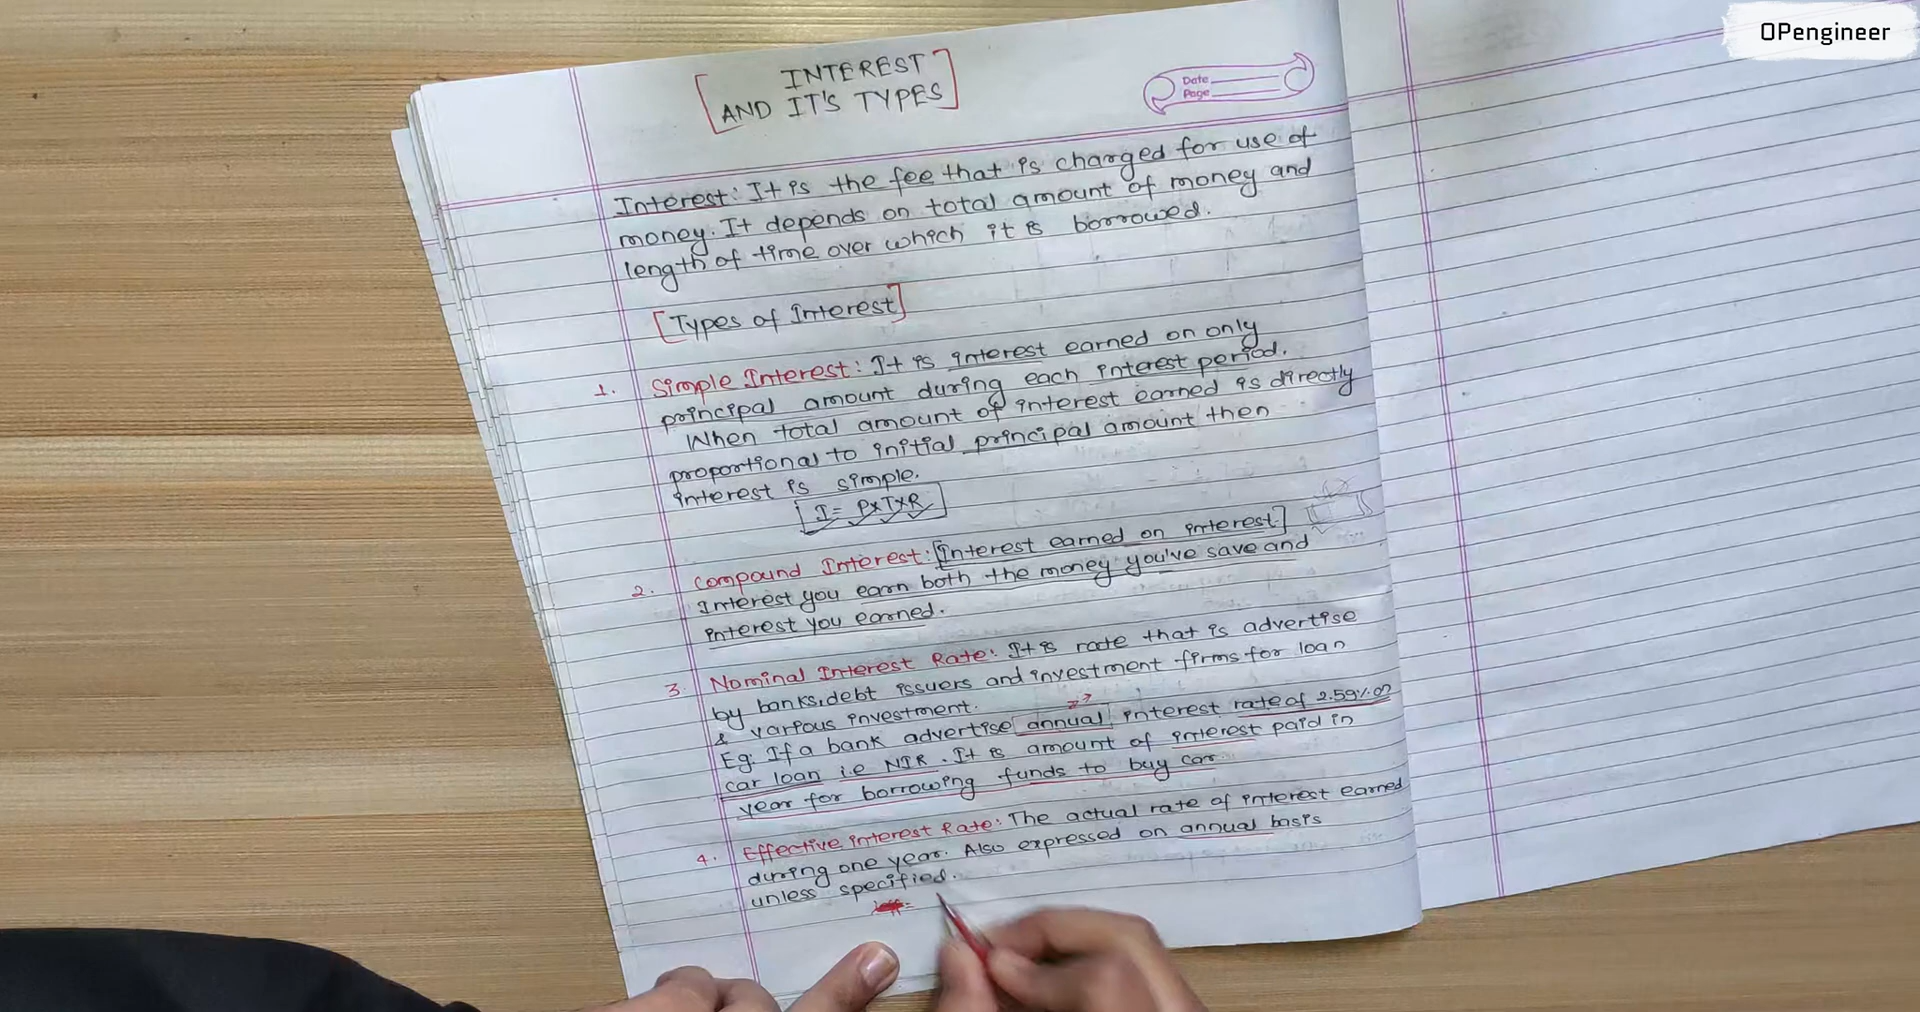 OPengineer
INTEREST
AND IT'S TYPES
Date
Page
Interest: It is the fee that is charged for use of
money. It depends on total amount of money and
length of time over which it is borrowed.
[Types of Interest]
1. Simple Interest: It is interest earned on only
principal amount during each interest period.
When total amount of interest earned is directly
proportional to initial principal amount then
interest is simple.
I = P×T×R
2. Compound Interest: [Interest earned on interest]
Interest you earn both the money you've save and
interest you earned.
3. Nominal Interest Rate: It is rate that is advertise
by banks, debt issuers and investment firms for loan
& various investment.
Eg: If a bank advertise annual interest rate of 2.59% on
car loan i.e NIR. It is amount of interest paid in
year for borrowing funds to buy car.
4. Effective interest Rate: The actual rate of interest earned
during one year. Also expressed on annual basis
unless specified.